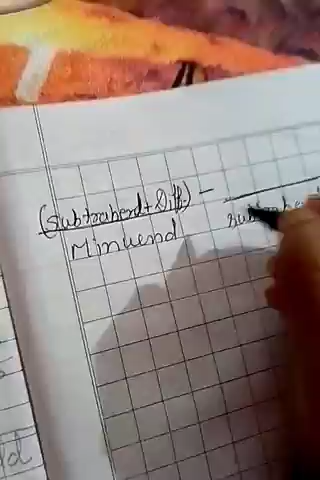 (Subtrahend + Diff.) -
Minuend